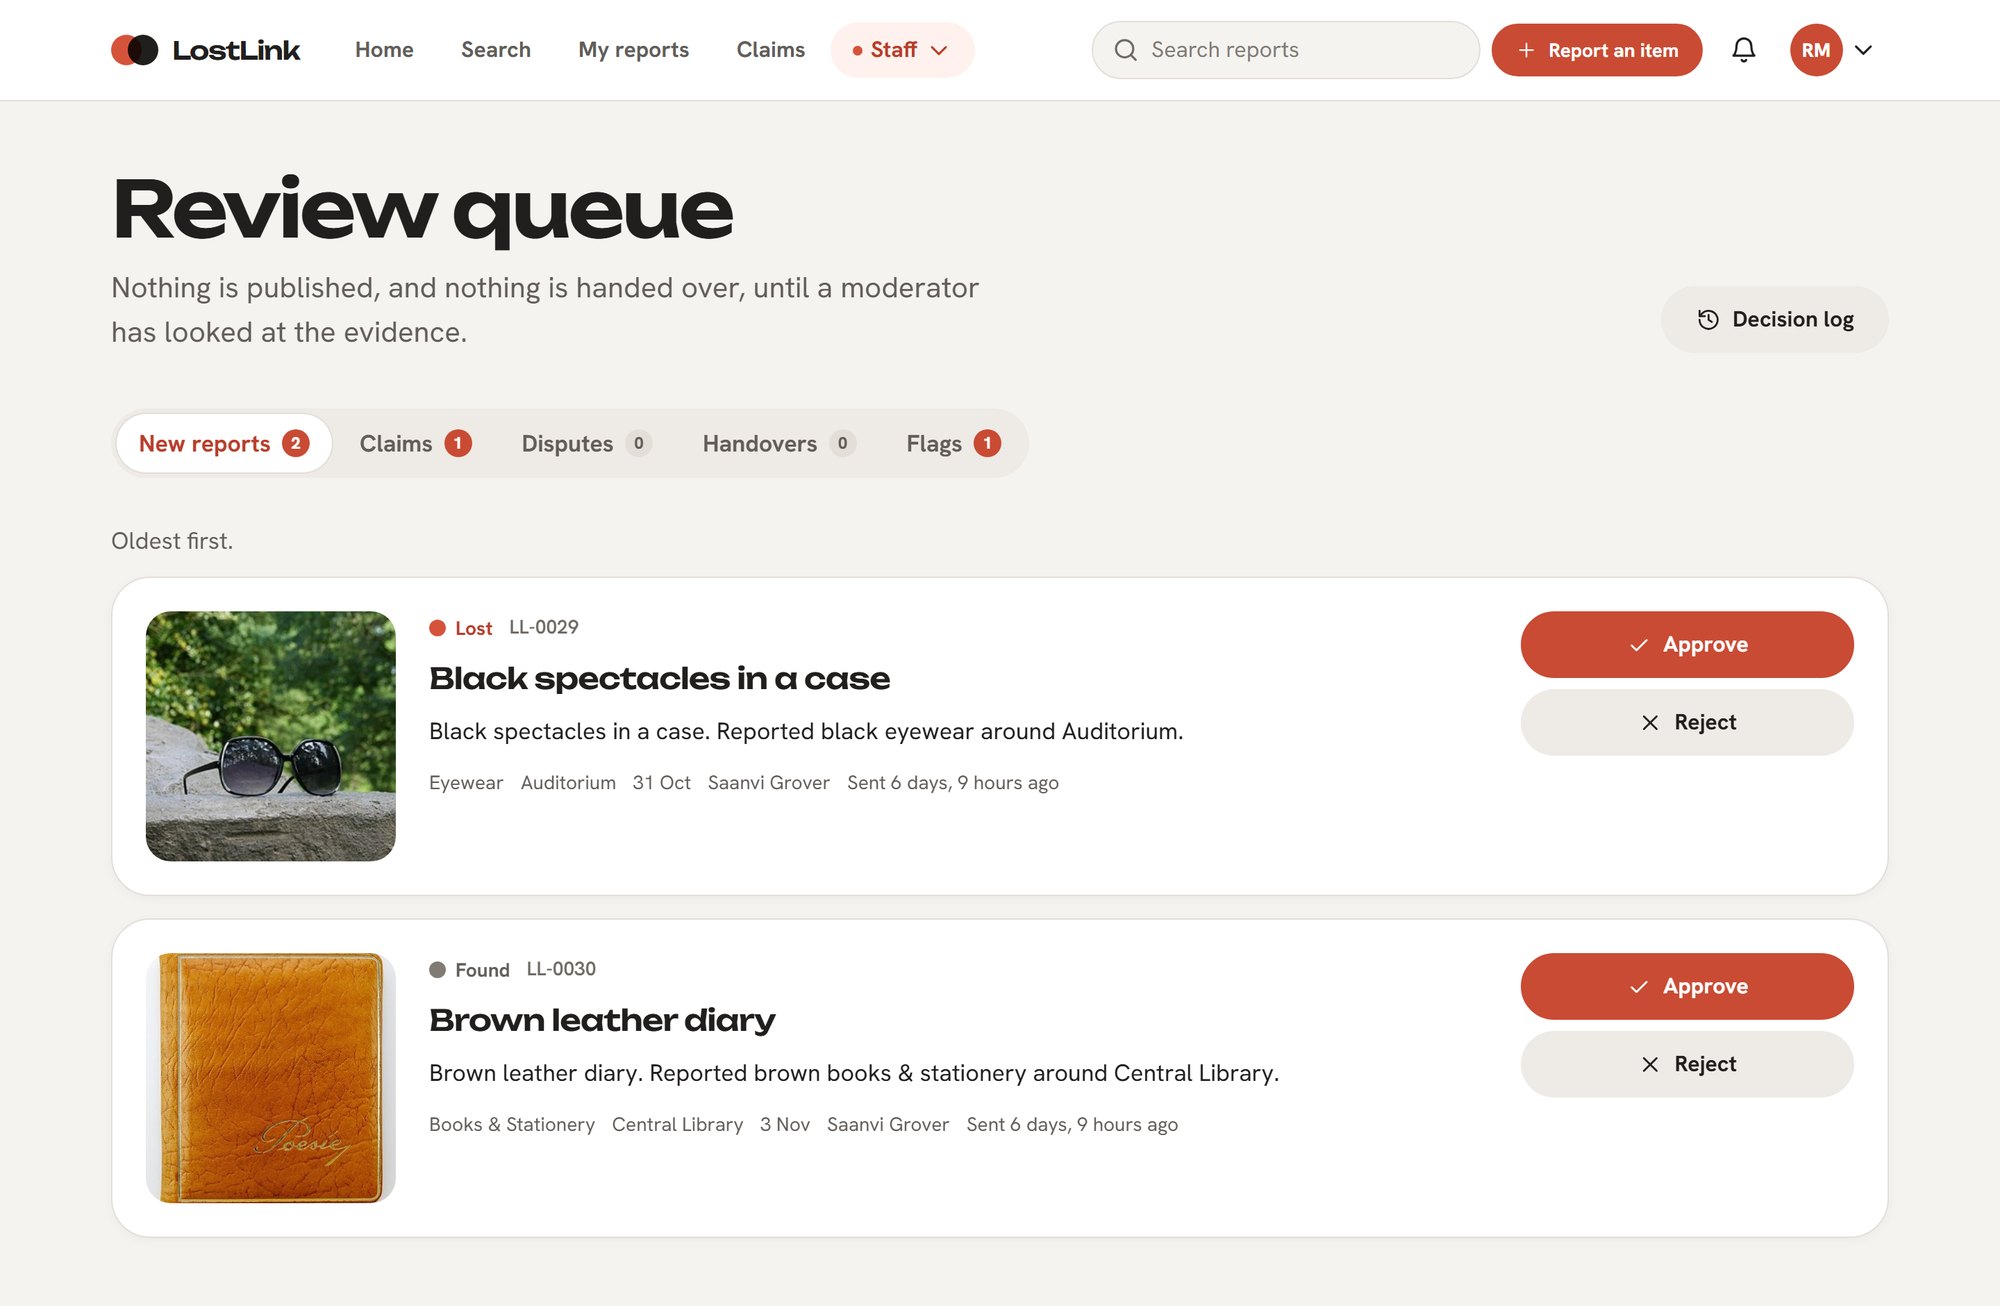 LostLink
Home
Search
My reports
Claims
Staff
Search reports
Report an item
RM
Review queue
Nothing is published, and nothing is handed over, until a moderator
has looked at the evidence.
Decision log
New reports 2
Claims 1
Disputes 0
Handovers 0
Flags 1
Oldest first.
Lost LL-0029
Black spectacles in a case
Black spectacles in a case. Reported black eyewear around Auditorium.
Eyewear Auditorium 31 Oct Saanvi Grover Sent 6 days, 9 hours ago
Approve
Reject
Poesie
Found LL-0030
Brown leather diary
Brown leather diary. Reported brown books & stationery around Central Library.
Books & Stationery Central Library 3 Nov Saanvi Grover Sent 6 days, 9 hours ago
Approve
Reject